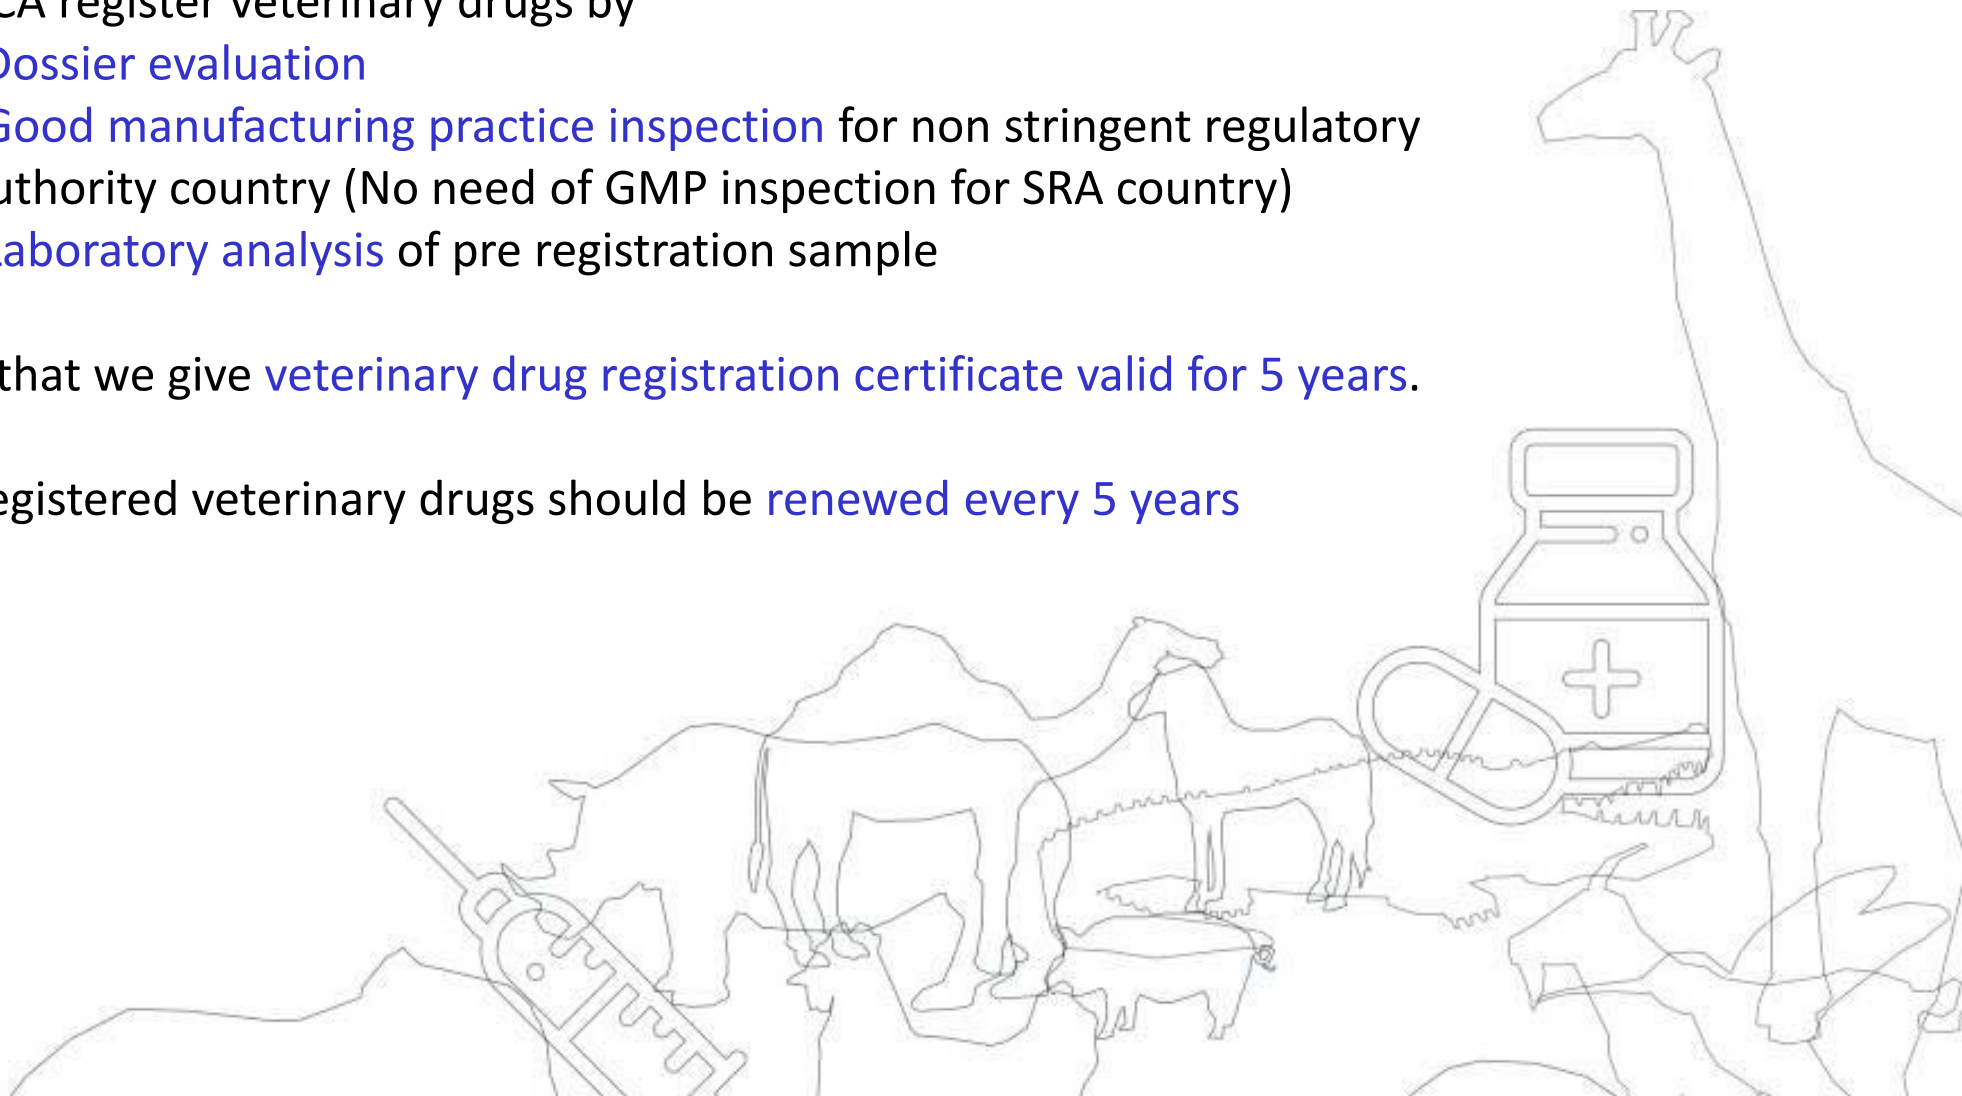 CA register veterinary drugs by
Dossier evaluation
Good manufacturing practice inspection for non stringent regulatory
uthority country (No need of GMP inspection for SRA country)
Laboratory analysis of pre registration sample
that we give veterinary drug registration certificate valid for 5 years.
egistered veterinary drugs should be renewed every 5 years